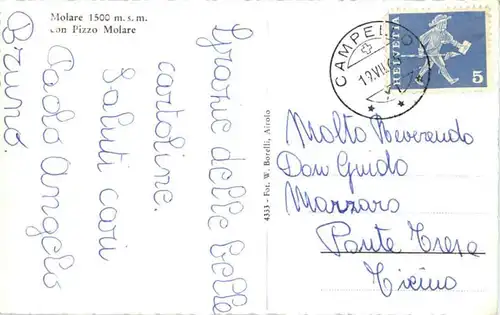 Molare 1500 m. s. m.
con Pizzo Molare
Grazie delle belle
cartoline.
Saluti cari
Paolo Angelo
Bruno.
4333 - Fot. W. Borelli, Airolo
CAMPELLO
HELVETIA
5
Molto Reverendo
Don Guido
Marzaro
Ponte Tresa
Ticino